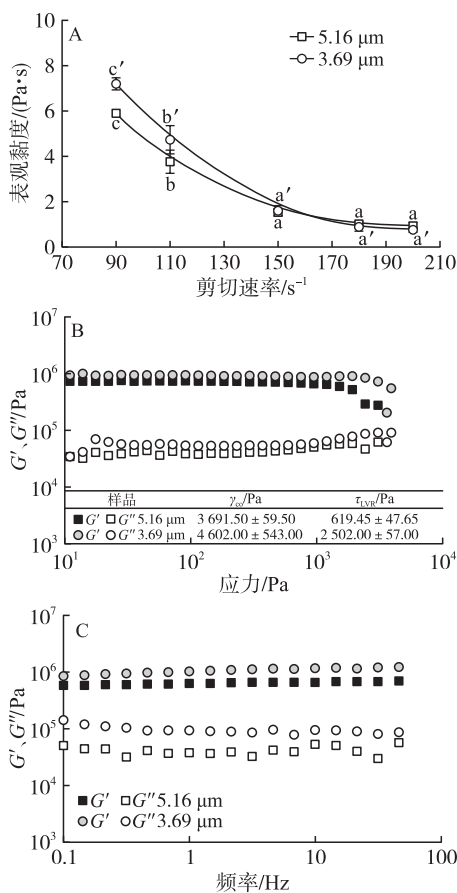 A
5.16 μm
3.69 μm
表观黏度/(Pa·s)
10
8
6
4
2
0
c′
c
b′
b
a′
a
a
a′
a
a′
70 90 110 130 150 170 190 210
剪切速率/s⁻¹
B
G′、G″/Pa
10⁷
10⁶
10⁵
10⁴
10³
样品 γco/Pa τLVR/Pa
G′ G″ 5.16 μm 3 691.50 ± 59.50 619.45 ± 47.65
G′ G″ 3.69 μm 4 602.00 ± 543.00 2 502.00 ± 57.00
10¹ 10² 10³ 10⁴
应力/Pa
C
G′、G″/Pa
10⁷
10⁶
10⁵
10⁴
10³
G′ G″ 5.16 μm
G′ G″ 3.69 μm
0.1 1 10 100
频率/Hz